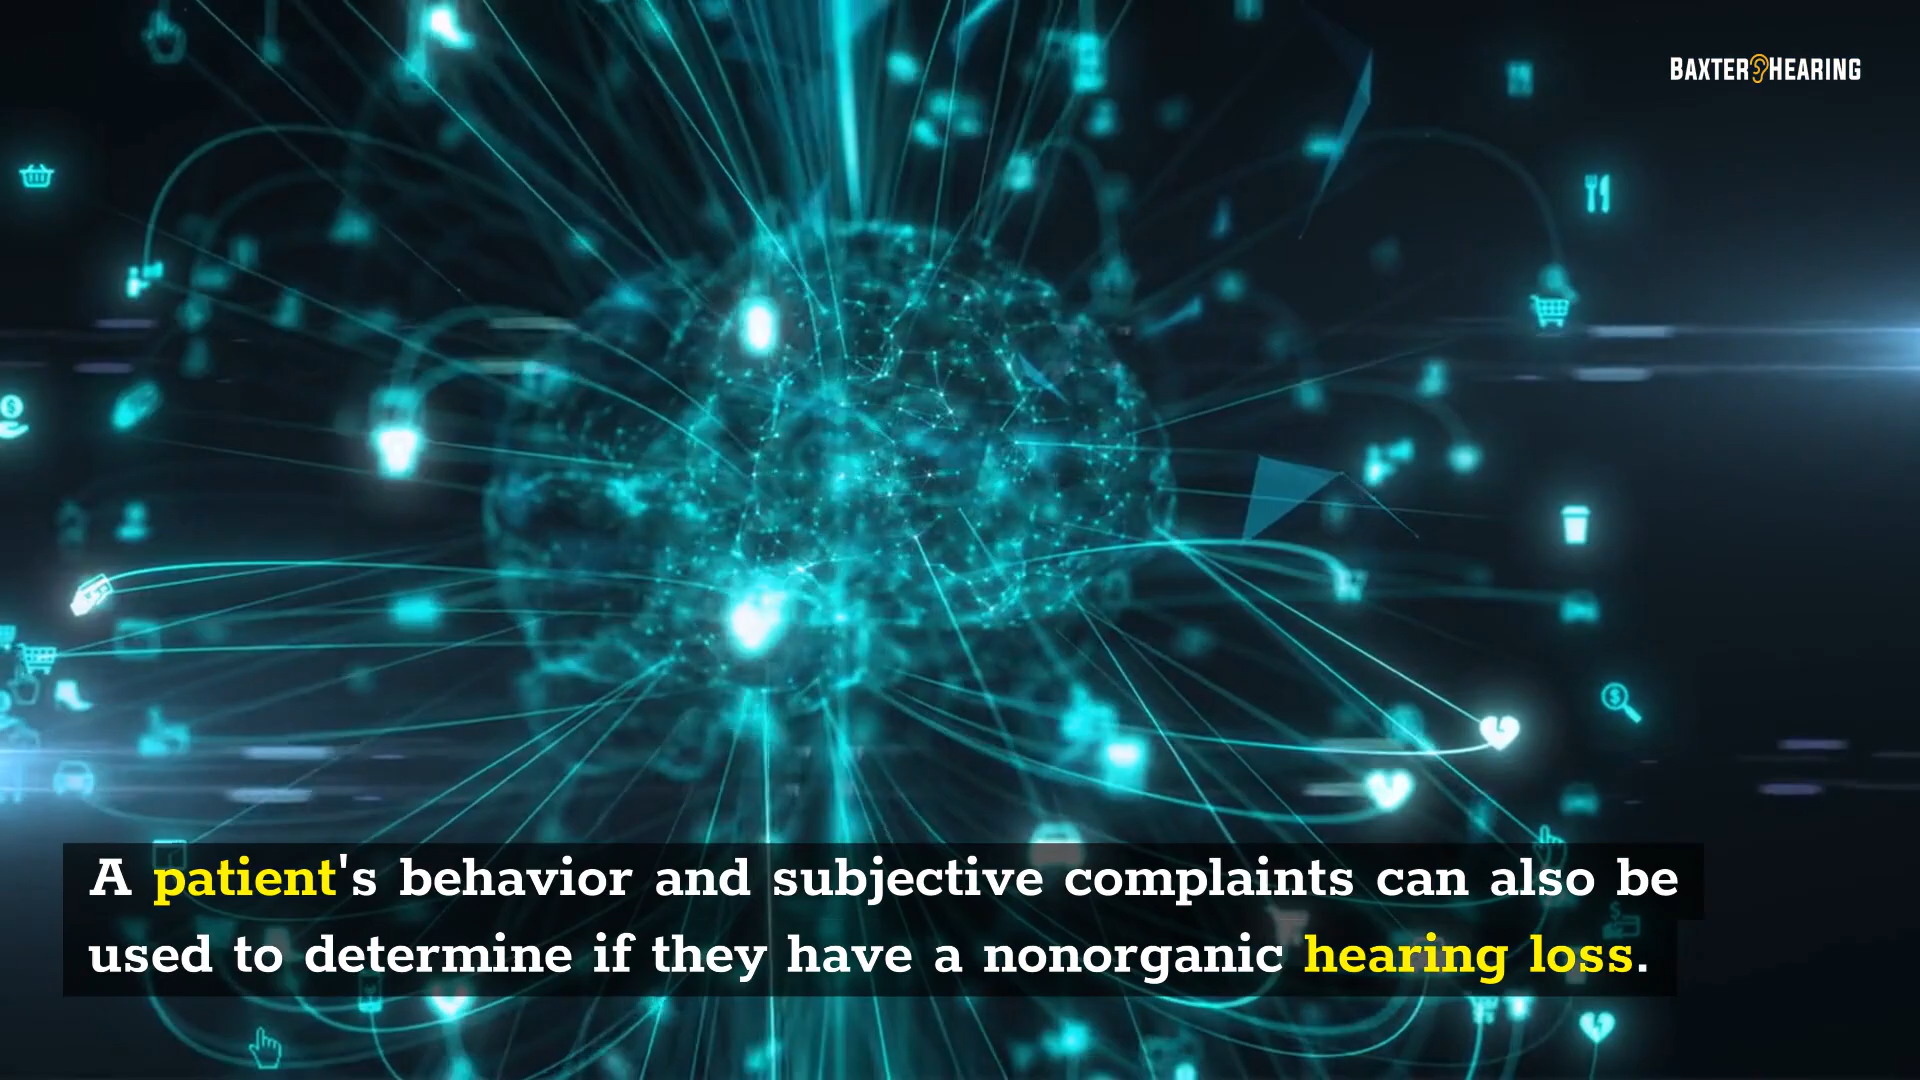 BAXTER HEARING
A patient's behavior and subjective complaints can also be
used to determine if they have a nonorganic hearing loss.